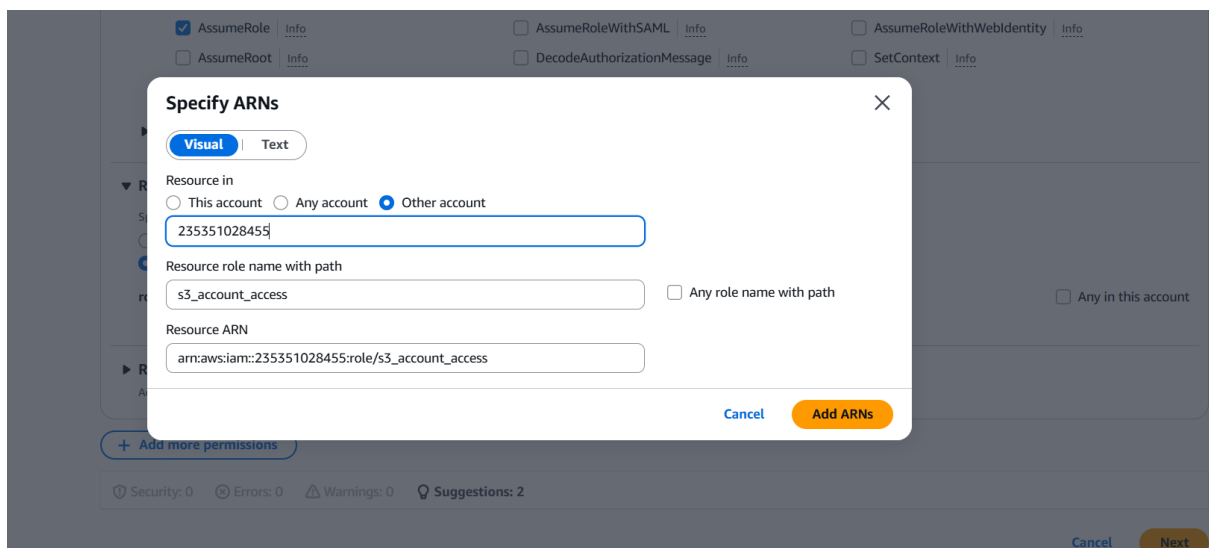 AssumeRole Info AssumeRoleWithSAML Info AssumeRoleWithWebIdentity Info
AssumeRoot Info DecodeAuthorizationMessage Info SetContext Info
Specify ARNs
Visual Text
Resource in
This account Any account Other account
235351028455
Resource role name with path
s3_account_access Any role name with path
Any in this account
Resource ARN
arn:aws:iam::235351028455:role/s3_account_access
Cancel Add ARNs
+ Add more permissions
Security: 0 Errors: 0 Warnings: 0 Suggestions: 2
Cancel Next